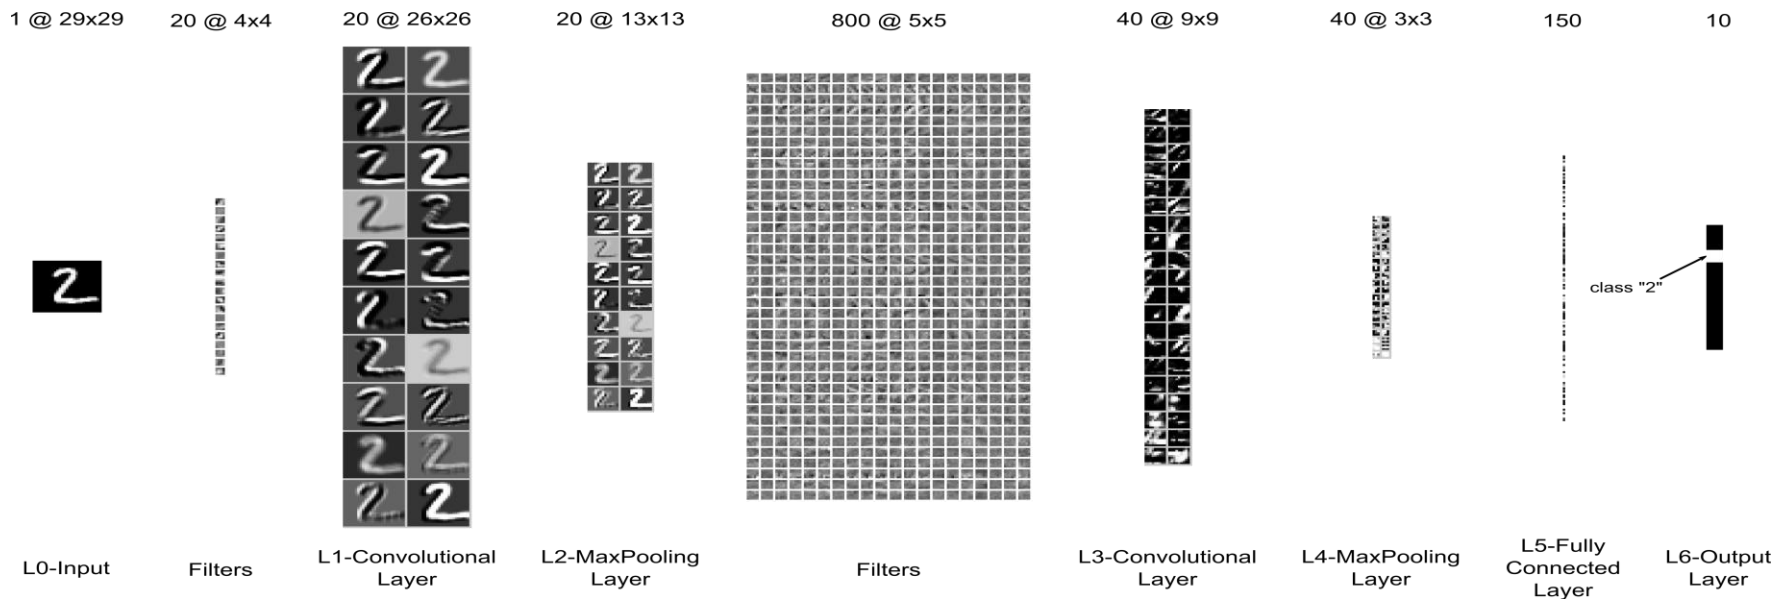 1 @ 29x29
20 @ 4x4
20 @ 26x26
20 @ 13x13
800 @ 5x5
40 @ 9x9
40 @ 3x3
150
10
class "2"
L0-Input
Filters
L1-Convolutional
Layer
L2-MaxPooling
Layer
Filters
L3-Convolutional
Layer
L4-MaxPooling
Layer
L5-Fully
Connected
Layer
L6-Output
Layer